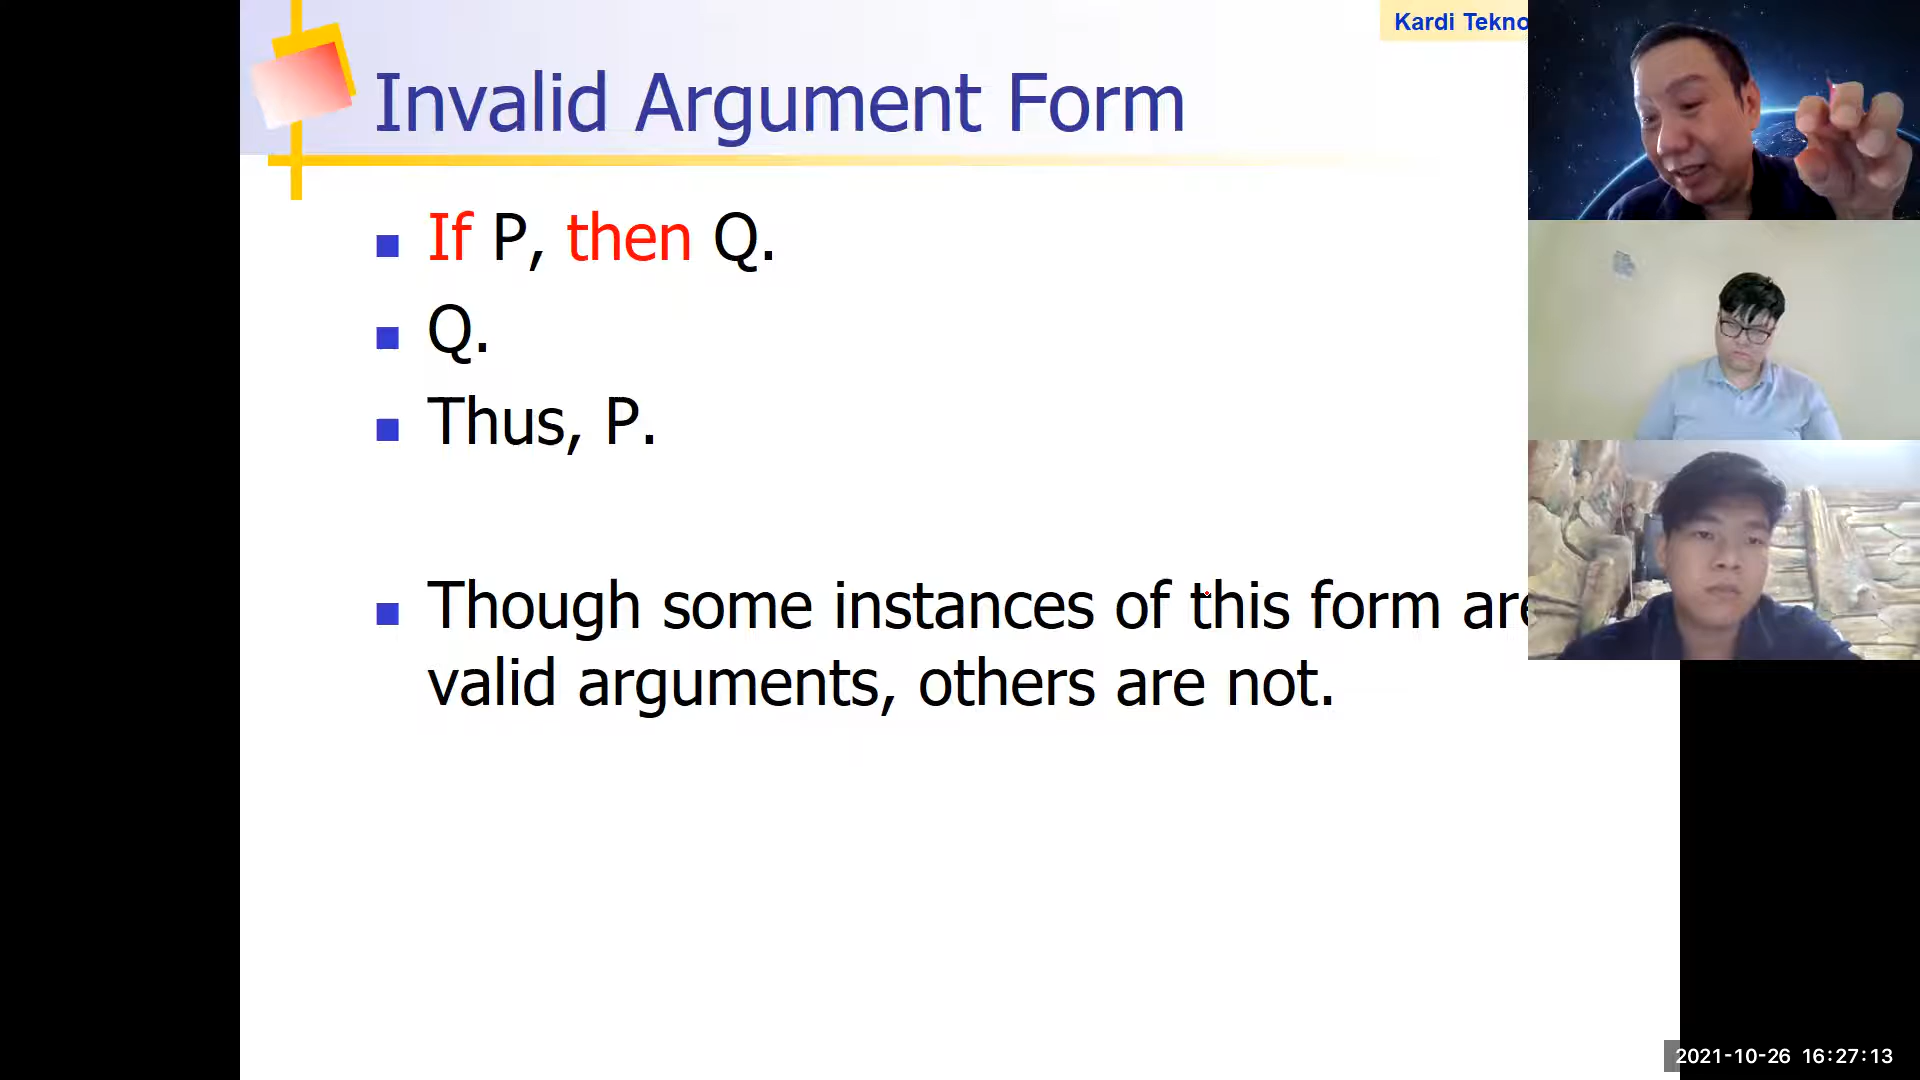 Kardi Tekno
Invalid Argument Form
If P, then Q.
Q.
Thus, P.
Though some instances of this form are
valid arguments, others are not.
2021-10-26 16:27:13